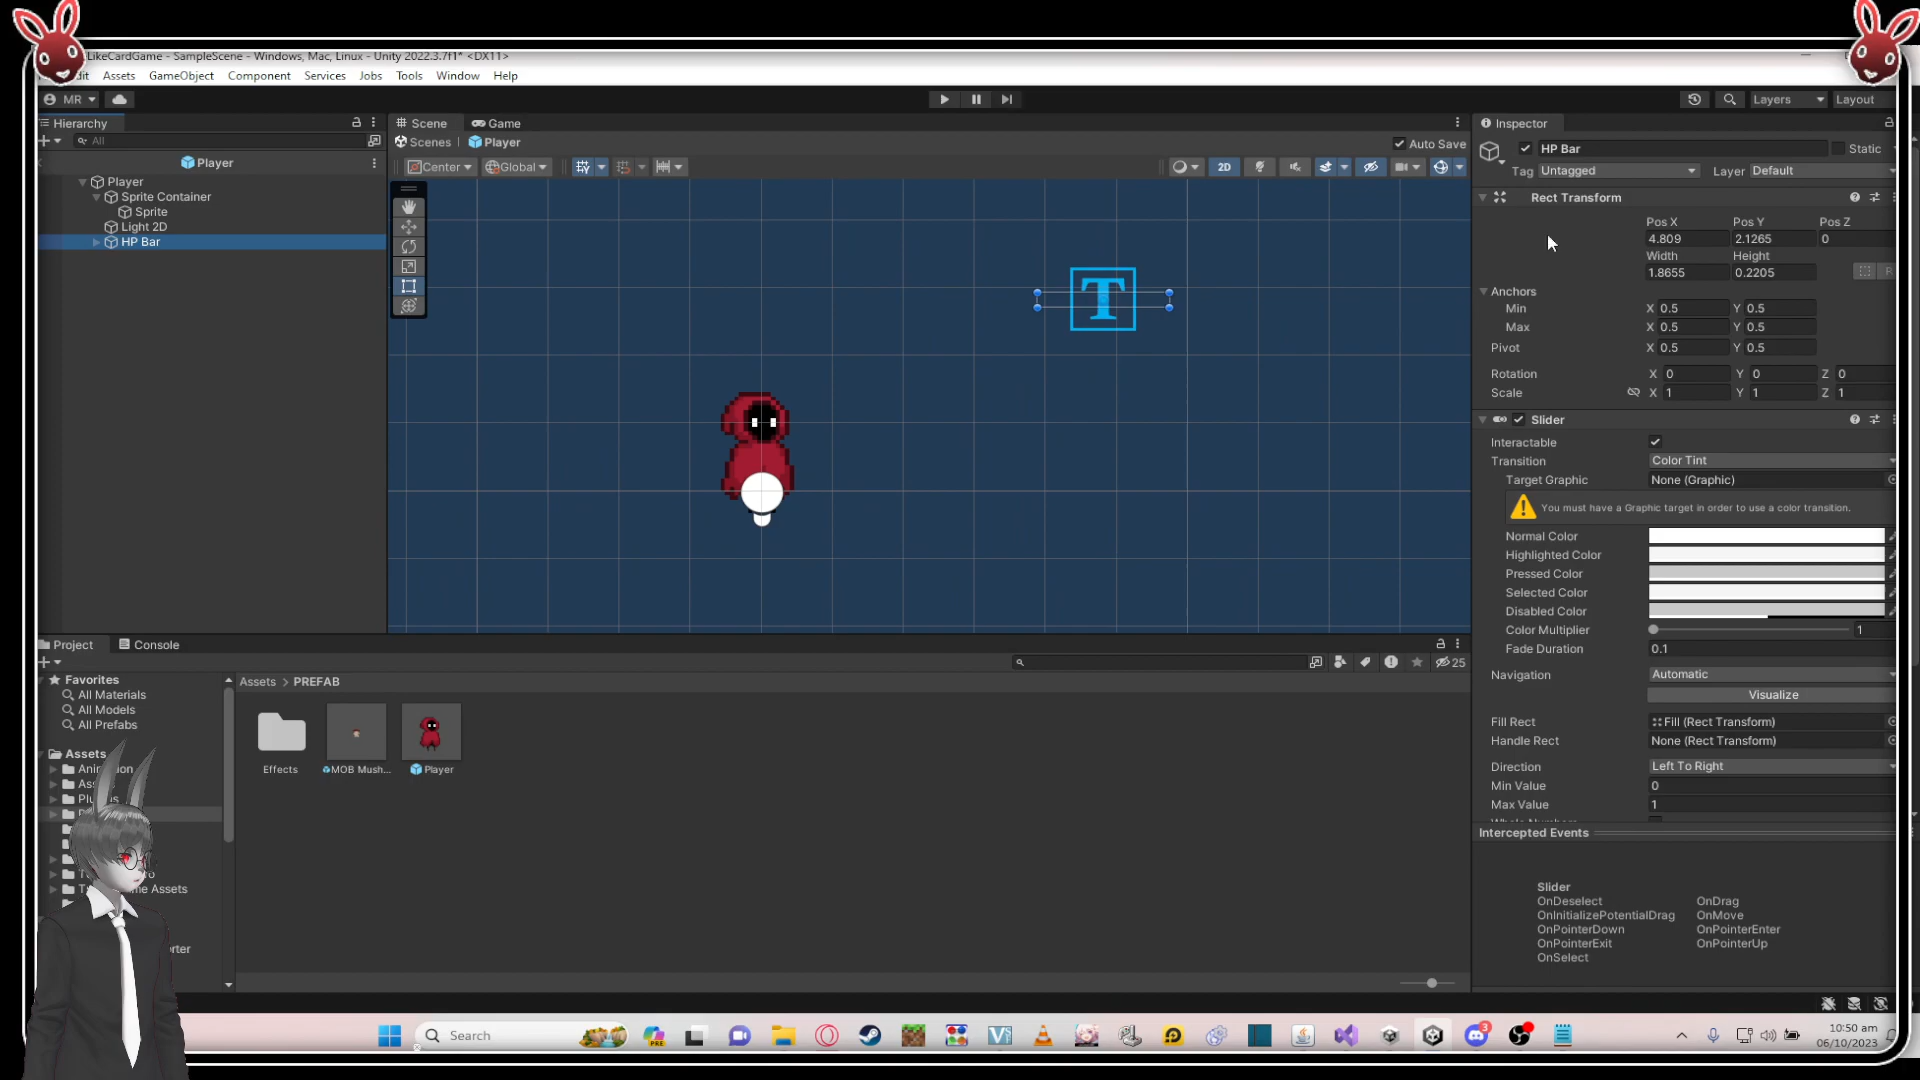 LikeCardGame - SampleScene - Windows, Mac, Linux - Unity 2022.3.7f1* <DX11>
Assets GameObject Component Services Jobs Tools Window Help
MR
Layers Layout
Hierarchy
Scene Game
Inspector
All
Scenes Player
Auto Save
HP Bar Static
Player
Center Global
2D
Tag Untagged Layer Default
Player
Sprite Container
Sprite
Light 2D
HP Bar
T
Rect Transform
Pos X Pos Y Pos Z
4.809 2.1265 0
Width Height
1.8655 0.2205
R
Anchors
Min X 0.5 Y 0.5
Max X 0.5 Y 0.5
Pivot X 0.5 Y 0.5
Rotation X 0 Y 0 Z 0
Scale X 1 Y 1 Z 1
Slider
Interactable
Transition Color Tint
Target Graphic None (Graphic)
You must have a Graphic target in order to use a color transition.
Normal Color
Highlighted Color
Pressed Color
Selected Color
Disabled Color
Color Multiplier 1
Fade Duration 0.1
Navigation Automatic
Visualize
Fill Rect Fill (Rect Transform)
Handle Rect None (Rect Transform)
Direction Left To Right
Min Value 0
Max Value 1
Intercepted Events
Slider
OnDeselect OnDrag
OnInitializePotentialDrag OnMove
OnPointerDown OnPointerEnter
OnPointerExit OnPointerUp
OnSelect
Project Console
25
Favorites
All Materials
All Models
All Prefabs
Assets > PREFAB
Effects
MOB Mush...
Player
Assets
me Assets
rter
Search
PRE
3
10:50 am
06/10/2023